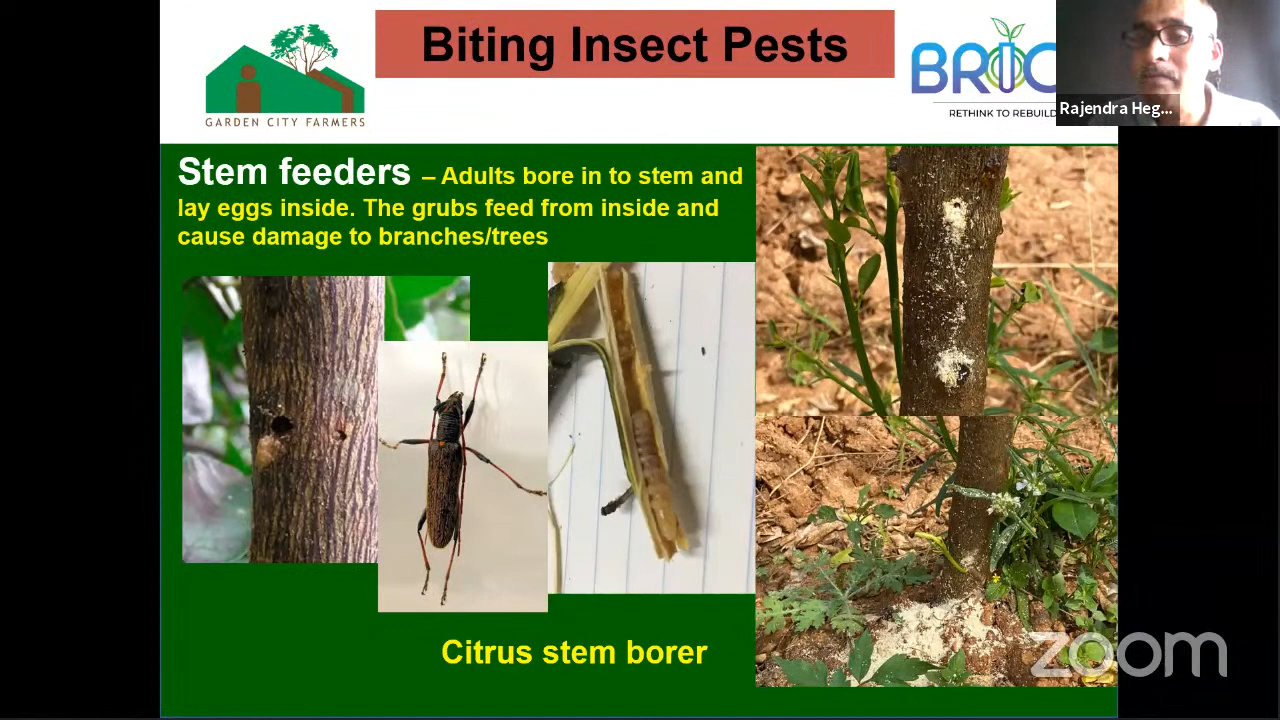 Biting Insect Pests
GARDEN CITY FARMERS
BRIC
RETHINK TO REBUILD
Rajendra Heg...
Stem feeders – Adults bore in to stem and
lay eggs inside. The grubs feed from inside and
cause damage to branches/trees
Citrus stem borer
zoom